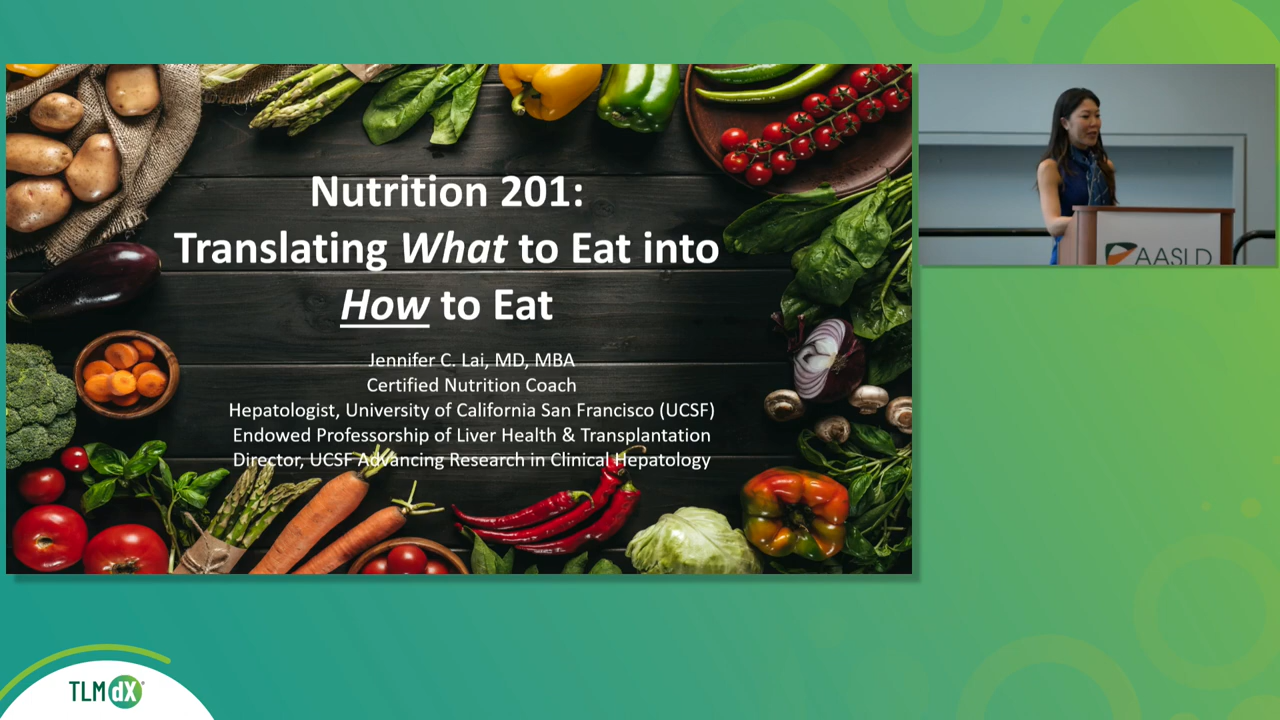 Nutrition 201:
Translating What to Eat into
How to Eat
Jennifer C. Lai, MD, MBA
Certified Nutrition Coach
Hepatologist, University of California San Francisco (UCSF)
Endowed Professorship of Liver Health & Transplantation
Director, UCSF Advancing Research in Clinical Hepatology
AASLD
TLMdX